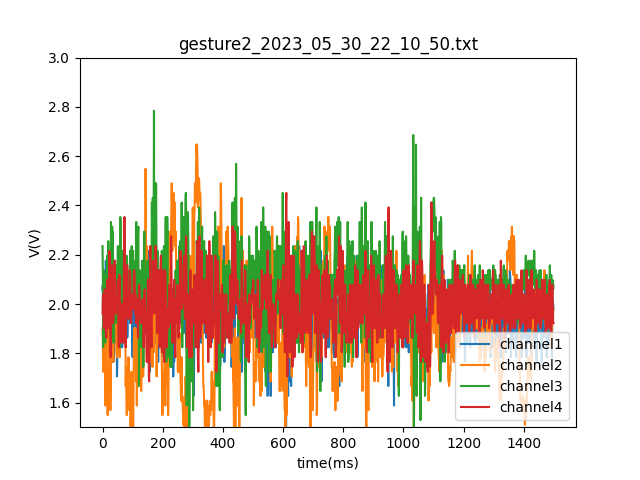 gesture2_2023_05_30_22_10_50.txt
3.0
2.8
2.6
2.4
2.2
2.0
1.8
1.6
V(V)
channel1
channel2
channel3
channel4
0 200 400 600 800 1000 1200 1400
time(ms)